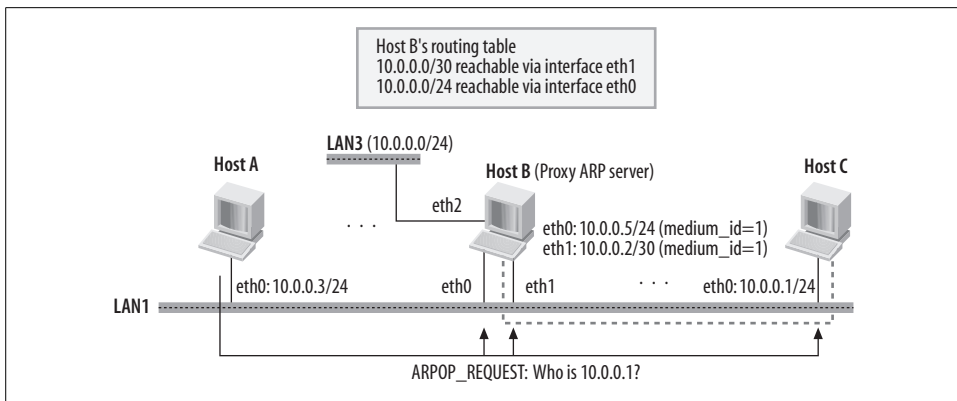 Host B's routing table
10.0.0.0/30 reachable via interface eth1
10.0.0.0/24 reachable via interface eth0
LAN3 (10.0.0.0/24)
Host A
Host B (Proxy ARP server)
Host C
eth2
. . .
eth0: 10.0.0.5/24 (medium_id=1)
eth1: 10.0.0.2/30 (medium_id=1)
eth0: 10.0.0.3/24
eth0
eth1
. . .
eth0: 10.0.0.1/24
LAN1
ARPOP_REQUEST: Who is 10.0.0.1?